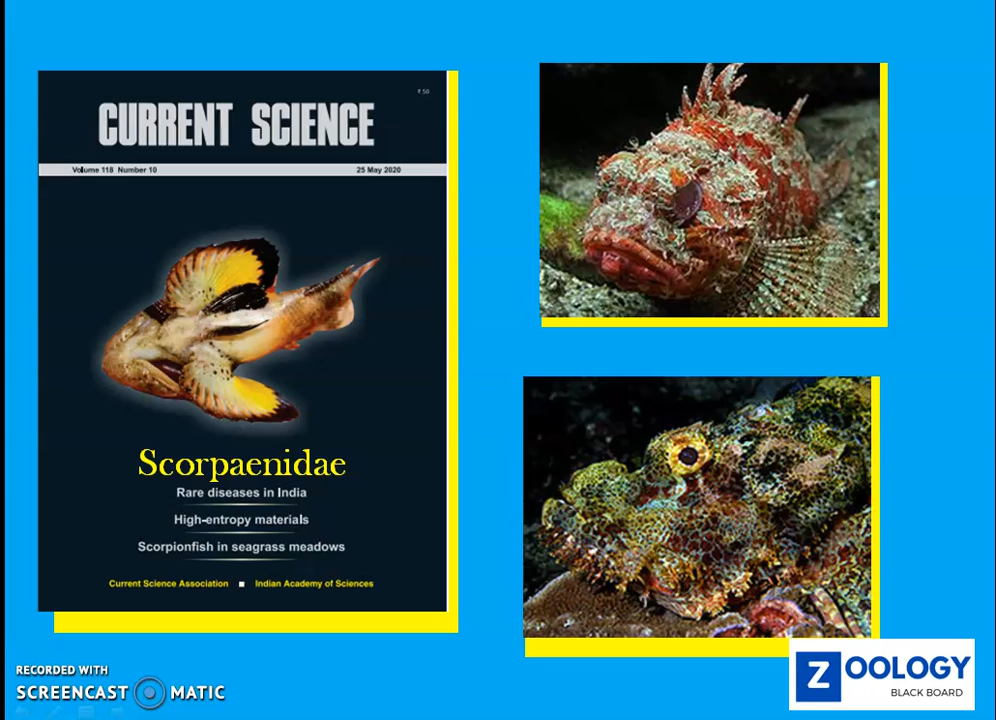 ₹ 50
CURRENT SCIENCE
Volume 118 Number 10 25 May 2020
Scorpaenidae
Rare diseases in India
High-entropy materials
Scorpionfish in seagrass meadows
Current Science Association ■ Indian Academy of Sciences
RECORDED WITH
SCREENCAST MATIC
ZOOLOGY
BLACK BOARD